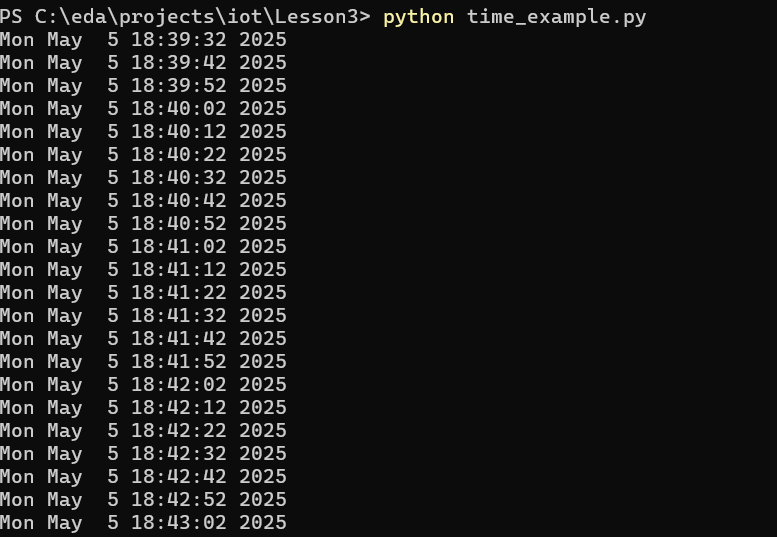 PS C:\eda\projects\iot\Lesson3> python time_example.py
Mon May  5 18:39:32 2025
Mon May  5 18:39:42 2025
Mon May  5 18:39:52 2025
Mon May  5 18:40:02 2025
Mon May  5 18:40:12 2025
Mon May  5 18:40:22 2025
Mon May  5 18:40:32 2025
Mon May  5 18:40:42 2025
Mon May  5 18:40:52 2025
Mon May  5 18:41:02 2025
Mon May  5 18:41:12 2025
Mon May  5 18:41:22 2025
Mon May  5 18:41:32 2025
Mon May  5 18:41:42 2025
Mon May  5 18:41:52 2025
Mon May  5 18:42:02 2025
Mon May  5 18:42:12 2025
Mon May  5 18:42:22 2025
Mon May  5 18:42:32 2025
Mon May  5 18:42:42 2025
Mon May  5 18:42:52 2025
Mon May  5 18:43:02 2025